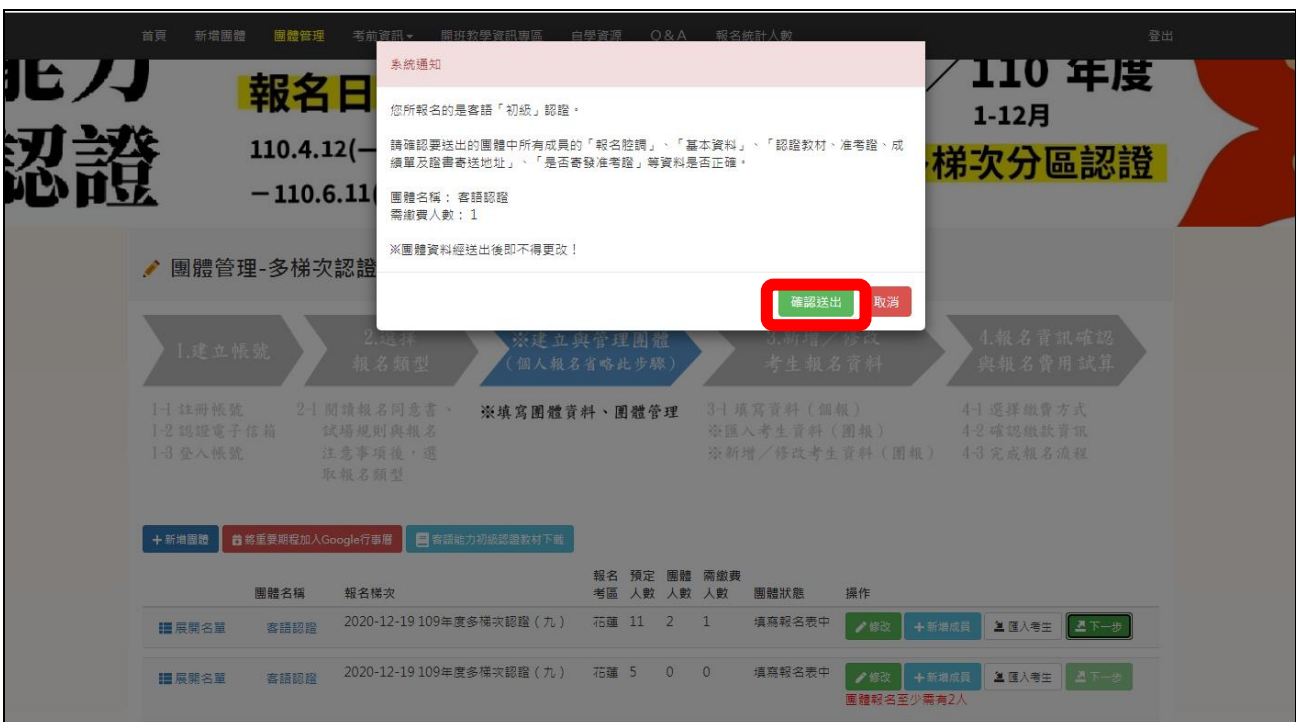 首頁 新增團體 團體管理 考前資訊 開班教學資訊專區 自學資源 Q&A 報名統計人數 登出
能力
認證
報名日
110.4.12(一
－110.6.11(
／110 年度
1-12月
梯次分區認證
系統通知
您所報名的是客語「初級」認證。
請確認要送出的團體中所有成員的「報名腔調」、「基本資料」、「認證教材、准考證、成
績單及證書寄送地址」、「是否寄發准考證」等資料是否正確。
團體名稱： 客語認證
需繳費人數： 1
※團體資料經送出後即不得更改！
確認送出 取消
團體管理-多梯次認證
1.建立帳號
2.選擇
報名類型
※建立與管理團體
（個人報名省略此步驟）
3.新增／修改
考生報名資料
4.報名資訊確認
與報名費用試算
1-1 註冊帳號
1-2 認證電子信箱
1-3 登入帳號
2-1 閱讀報名同意書、
試場規則與報名
注意事項後，選
取報名類型
※填寫團體資料、團體管理
3-1 填寫資料（個報）
※匯入考生資料（團報）
※新增／修改考生資料（團報）
4-1 選擇繳費方式
4-2 確認繳款資訊
4-3 完成報名流程
＋新增團體 將重要期程加入Google行事曆 客語能力初級認證教材下載
團體名稱 報名梯次 報名考區 預定人數 團體人數 需繳費人數 團體狀態 操作
展開名單 客語認證 2020-12-19 109年度多梯次認證（九） 花蓮 11 2 1 填寫報名表中 修改 ＋新增成員 匯入考生 下一步
展開名單 客語認證 2020-12-19 109年度多梯次認證（九） 花蓮 5 0 0 填寫報名表中 修改 ＋新增成員 匯入考生 下一步
團體報名至少需有2人